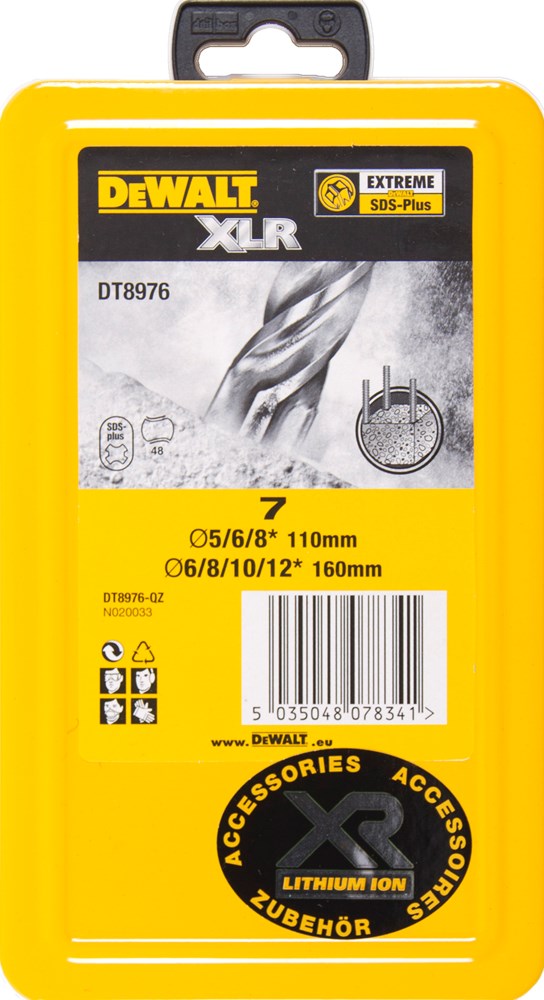 DEWALT
XLR
EXTREME
DEWALT
SDS-Plus
DT8976
SDS-
plus
48
7
Ø5/6/8* 110mm
Ø6/8/10/12* 160mm
DT8976-QZ
N020033
5 035048 078341 >
www.DEWALT.eu
ACCESSORIES
ACCESSOIRES
XR
LITHIUM ION
ZUBEHÖR